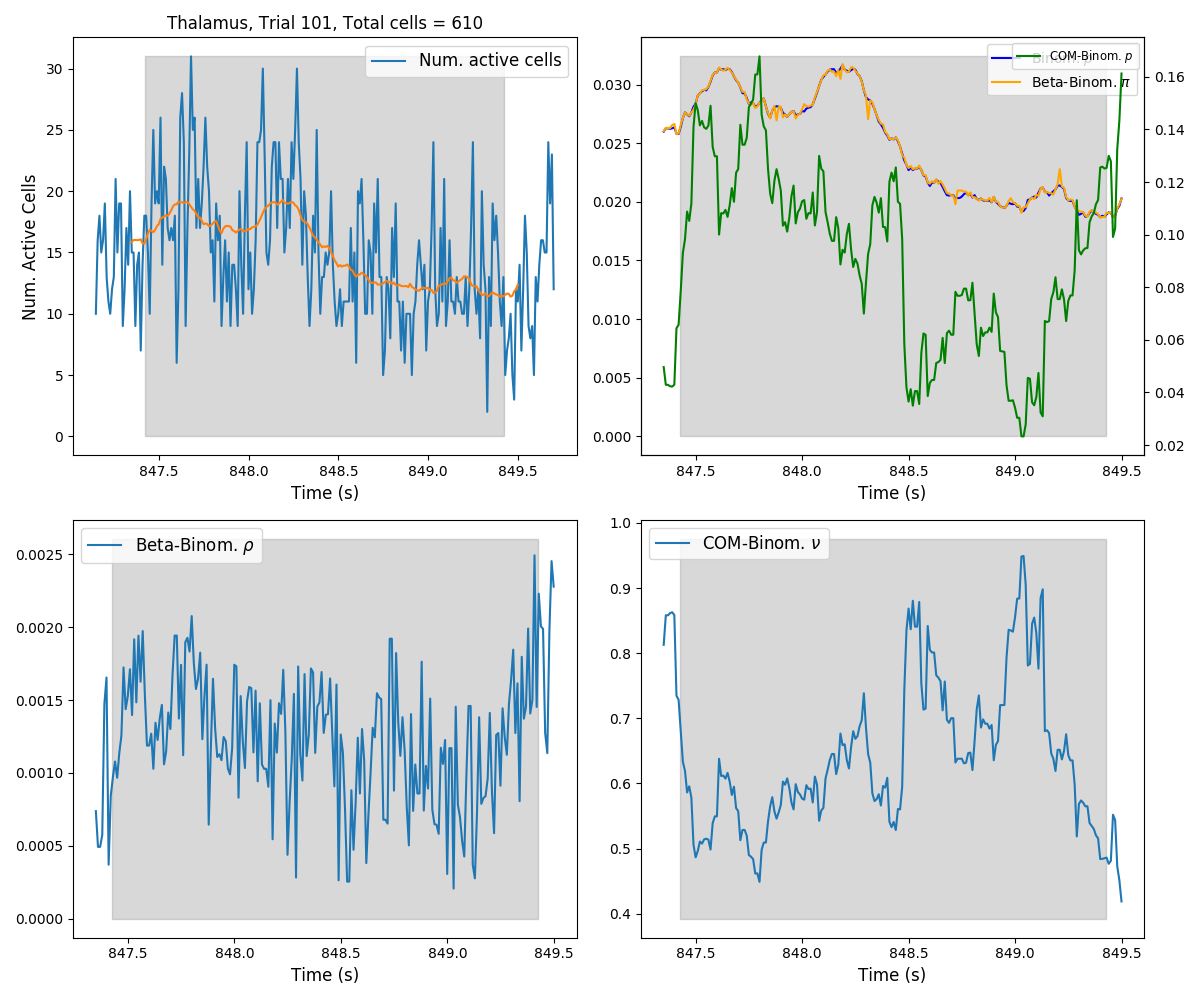 Thalamus, Trial 101, Total cells = 610
Num. active cells
Num. Active Cells
30
25
20
15
10
5
0
847.5 848.0 848.5 849.0 849.5
Time (s)
COM-Binom. p
Beta-Binom. π
0.030
0.025
0.020
0.015
0.010
0.005
0.000
0.16
0.14
0.12
0.10
0.08
0.06
0.04
0.02
847.5 848.0 848.5 849.0 849.5
Time (s)
Beta-Binom. ρ
0.0025
0.0020
0.0015
0.0010
0.0005
0.0000
847.5 848.0 848.5 849.0 849.5
Time (s)
COM-Binom. ν
1.0
0.9
0.8
0.7
0.6
0.5
0.4
847.5 848.0 848.5 849.0 849.5
Time (s)